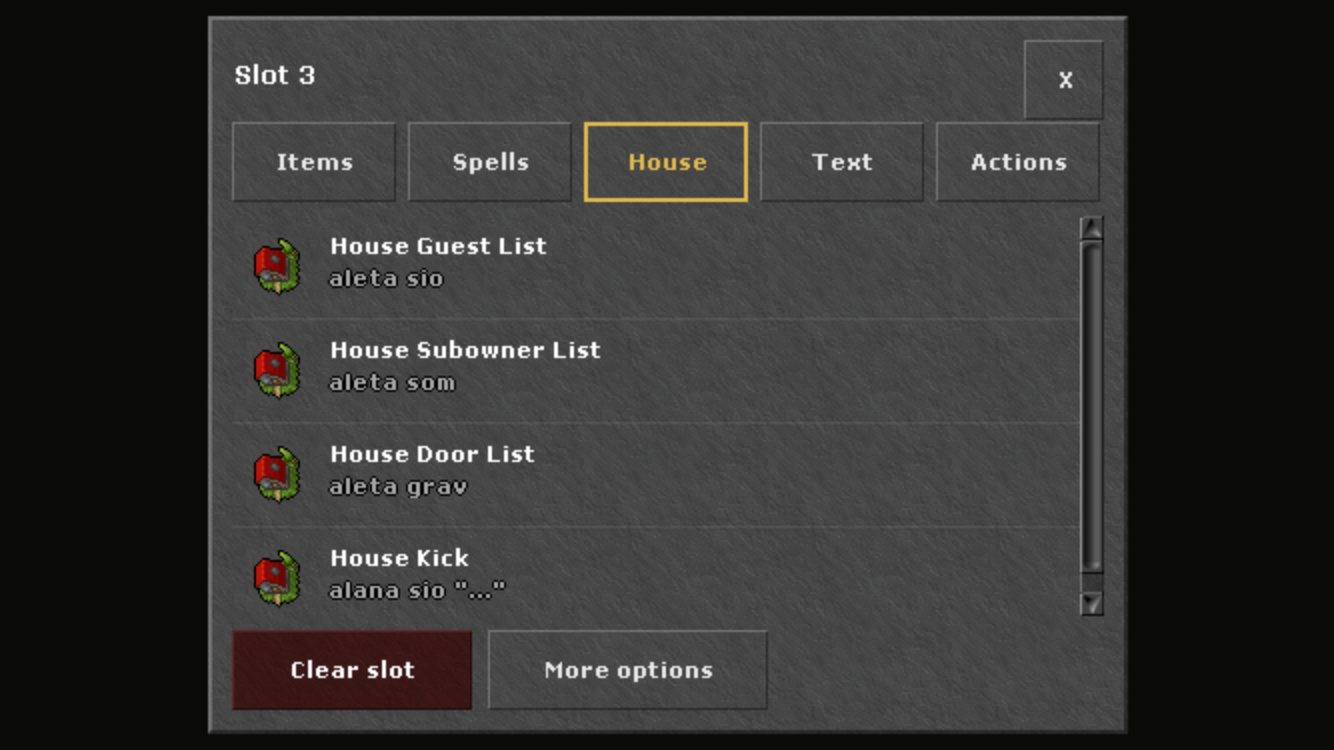 Slot 3
X
Items
Spells
House
Text
Actions
House Guest List
aleta sio
House Subowner List
aleta som
House Door List
aleta grav
House Kick
alana sio "..."
Clear slot
More options